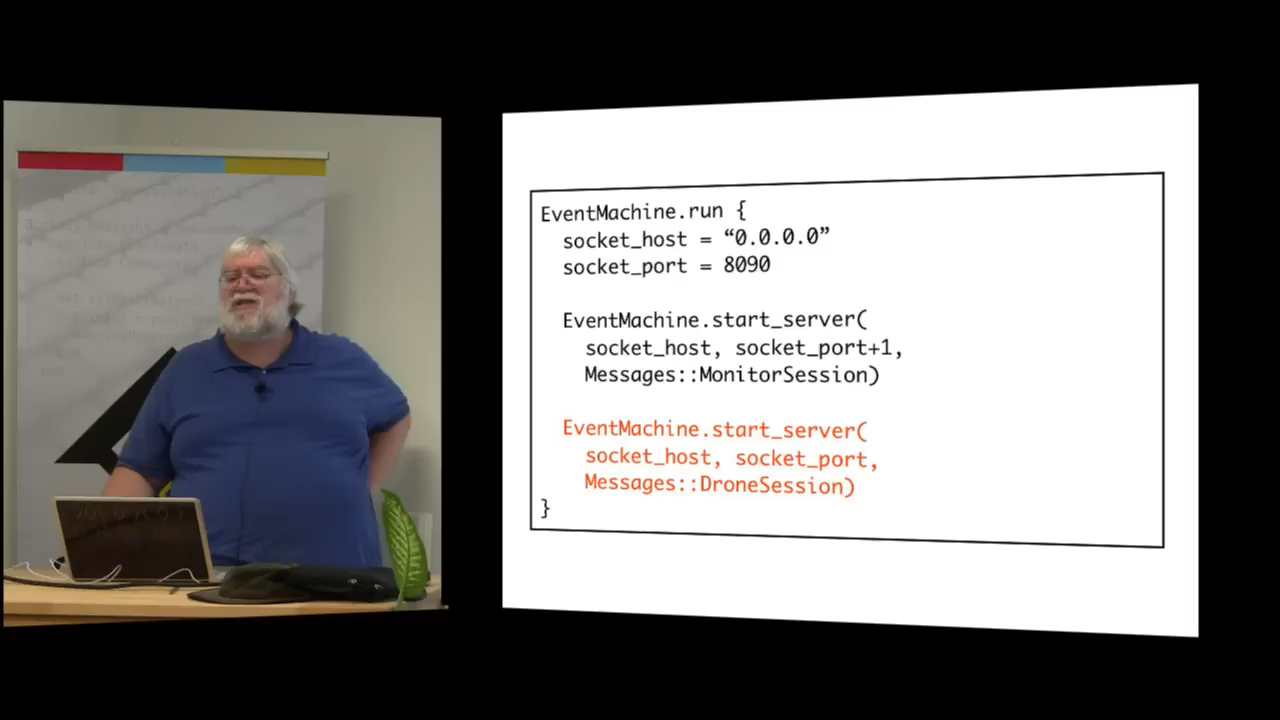 EventMachine.run {
socket_host = “0.0.0.0”
socket_port = 8090
EventMachine.start_server(
socket_host, socket_port+1,
Messages::MonitorSession)
EventMachine.start_server(
socket_host, socket_port,
Messages::DroneSession)
}